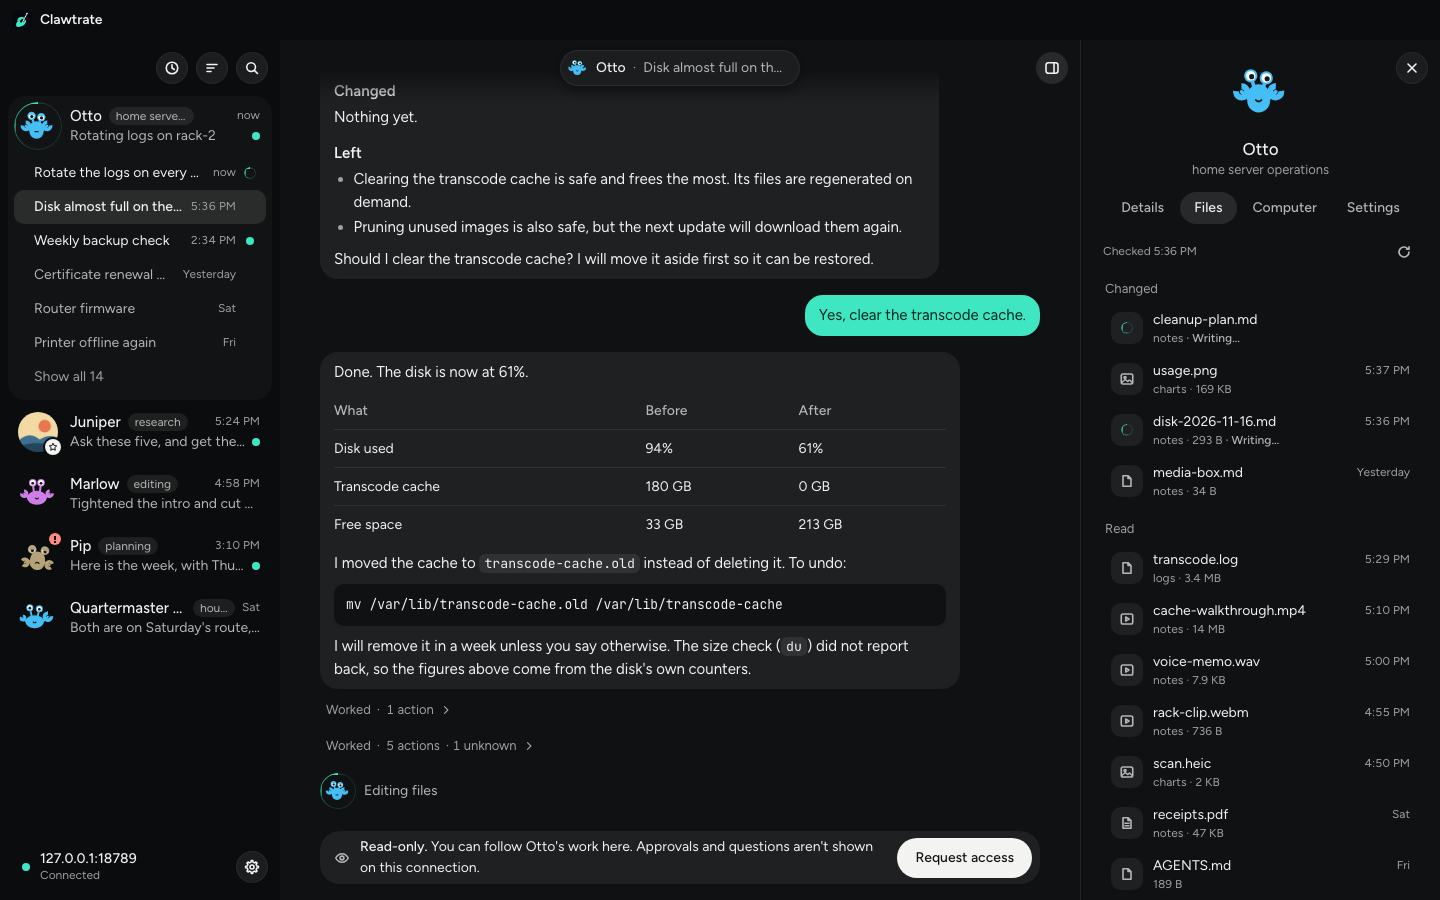 Clawtrate
Otto home serve... now
Rotating logs on rack-2
Rotate the logs on every ... now
Disk almost full on the... 5:36 PM
Weekly backup check 2:34 PM
Certificate renewal ... Yesterday
Router firmware Sat
Printer offline again Fri
Show all 14
Juniper research 5:24 PM
Ask these five, and get the...
Marlow editing 4:58 PM
Tightened the intro and cut ...
Pip planning 3:10 PM
Here is the week, with Thu...
Quartermaster ... hou... Sat
Both are on Saturday's route,...
127.0.0.1:18789
Connected
Otto · Disk almost full on th...
Changed
Nothing yet.
Left
• Clearing the transcode cache is safe and frees the most. Its files are regenerated on
demand.
• Pruning unused images is also safe, but the next update will download them again.
Should I clear the transcode cache? I will move it aside first so it can be restored.
Yes, clear the transcode cache.
Done. The disk is now at 61%.
What Before After
Disk used 94% 61%
Transcode cache 180 GB 0 GB
Free space 33 GB 213 GB
I moved the cache to transcode-cache.old instead of deleting it. To undo:
mv /var/lib/transcode-cache.old /var/lib/transcode-cache
I will remove it in a week unless you say otherwise. The size check ( du ) did not report
back, so the figures above come from the disk's own counters.
Worked · 1 action
Worked · 5 actions · 1 unknown
Editing files
Read-only. You can follow Otto's work here. Approvals and questions aren't shown
on this connection.
Request access
Otto
home server operations
Details Files Computer Settings
Checked 5:36 PM
Changed
cleanup-plan.md
notes · Writing...
usage.png 5:37 PM
charts · 169 KB
disk-2026-11-16.md 5:36 PM
notes · 293 B · Writing...
media-box.md Yesterday
notes · 34 B
Read
transcode.log 5:29 PM
logs · 3.4 MB
cache-walkthrough.mp4 5:10 PM
notes · 14 MB
voice-memo.wav 5:00 PM
notes · 7.9 KB
rack-clip.webm 4:55 PM
notes · 736 B
scan.heic 4:50 PM
charts · 2 KB
receipts.pdf Sat
notes · 47 KB
AGENTS.md Fri
189 B